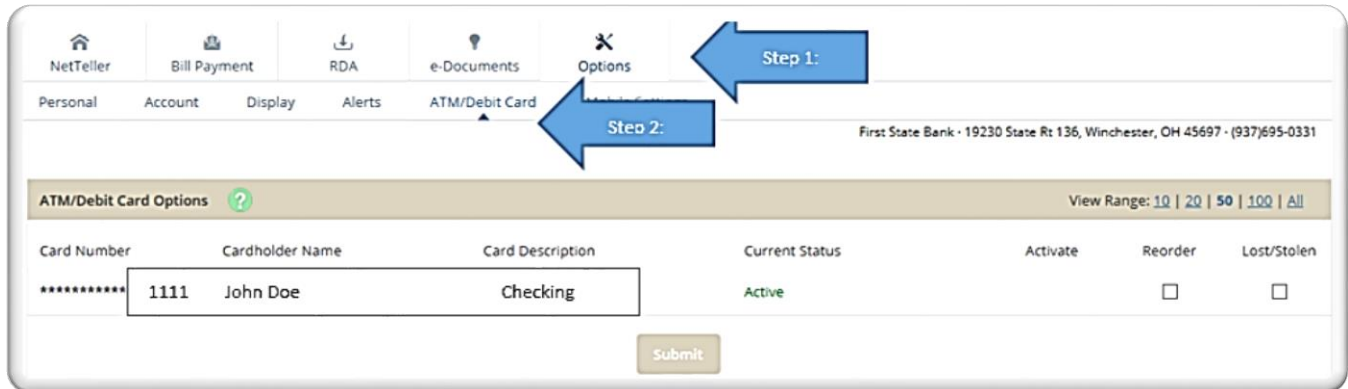 NetTeller Bill Payment RDA e-Documents Options
Step 1:
Personal Account Display Alerts ATM/Debit Card
Step 2:
First State Bank · 19230 State Rt 136, Winchester, OH 45697 · (937)695-0331
ATM/Debit Card Options ? View Range: 10 | 20 | 50 | 100 | All
Card Number Cardholder Name Card Description Current Status Activate Reorder Lost/Stolen
*********** 1111 John Doe Checking Active
Submit